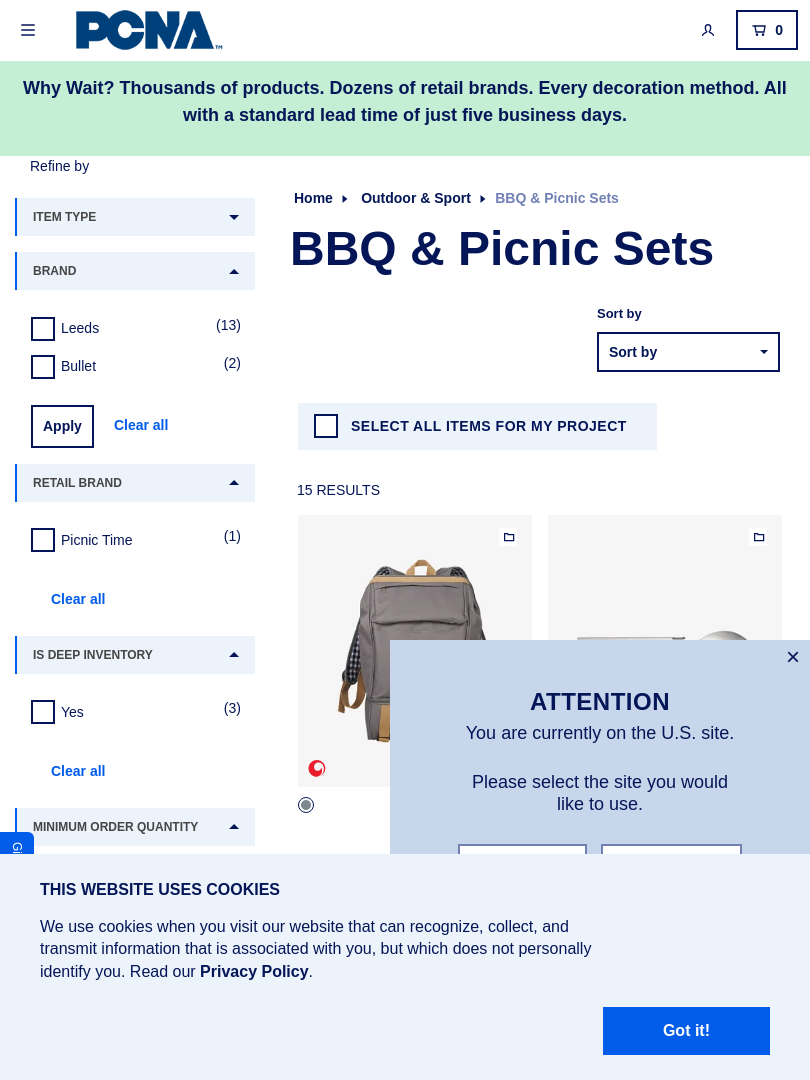 PCNA™
0
Why Wait? Thousands of products. Dozens of retail brands. Every decoration method. All
with a standard lead time of just five business days.
Refine by
ITEM TYPE
BRAND
Leeds (13)
Bullet (2)
Apply Clear all
RETAIL BRAND
Picnic Time (1)
Clear all
IS DEEP INVENTORY
Yes (3)
Clear all
MINIMUM ORDER QUANTITY
Home Outdoor & Sport BBQ & Picnic Sets
BBQ & Picnic Sets
Sort by
Sort by
SELECT ALL ITEMS FOR MY PROJECT
15 RESULTS
×
ATTENTION
You are currently on the U.S. site.
Please select the site you would
like to use.
THIS WEBSITE USES COOKIES
We use cookies when you visit our website that can recognize, collect, and
transmit information that is associated with you, but which does not personally
identify you. Read our Privacy Policy.
Got it!